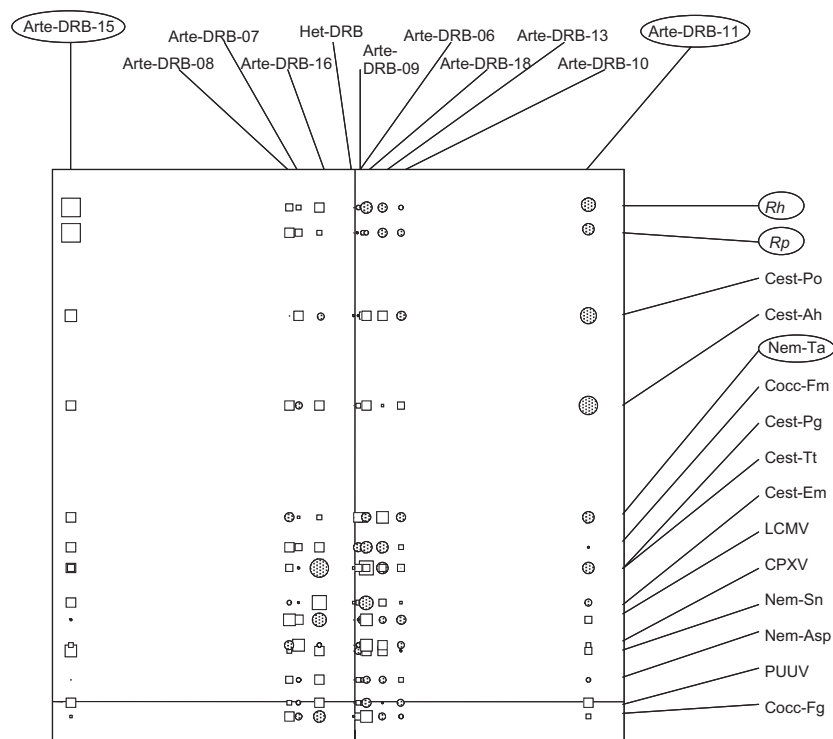 Arte-DRB-15
Arte-DRB-07
Het-DRB
Arte-DRB-06
Arte-DRB-13
Arte-DRB-11
Arte-DRB-08
Arte-DRB-16
Arte-
DRB-09
Arte-DRB-18
Arte-DRB-10
Rh
Rp
Cest-Po
Cest-Ah
Nem-Ta
Cocc-Fm
Cest-Pg
Cest-Tt
Cest-Em
LCMV
CPXV
Nem-Sn
Nem-Asp
PUUV
Cocc-Fg